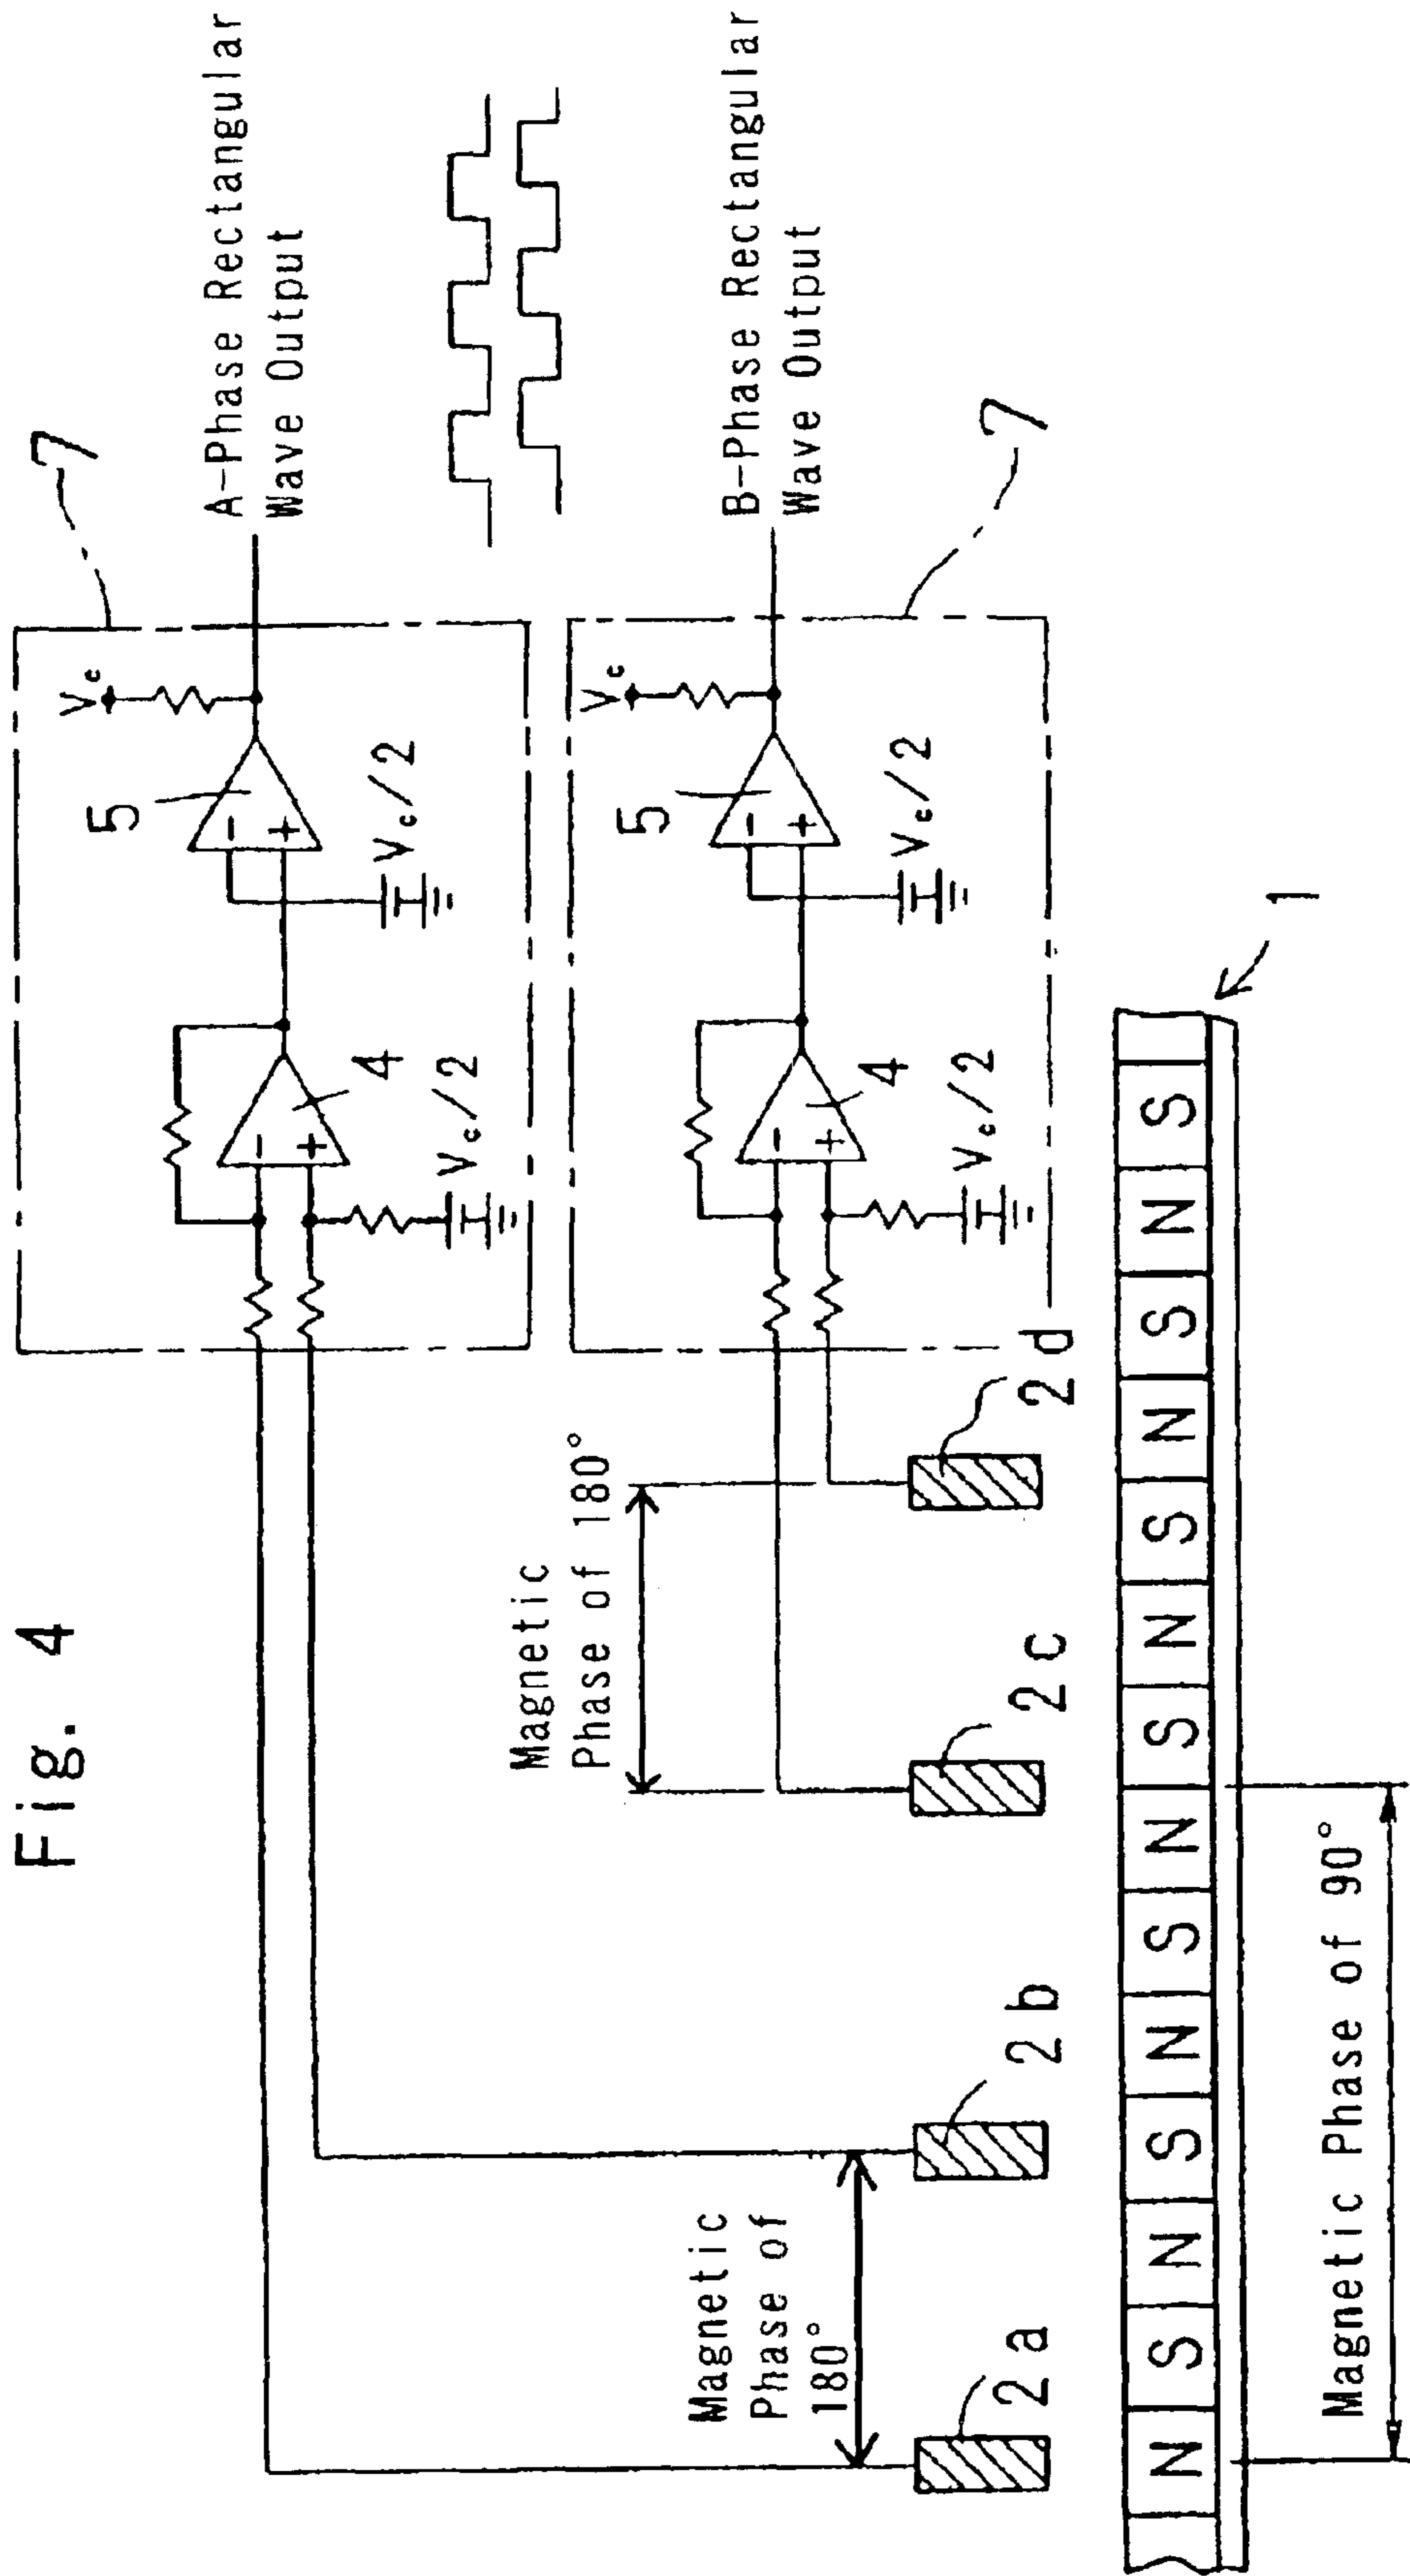 Fig. 4
7
A-Phase Rectangular
Wave Output
Vc
5
-
+
Vc/2
4
-
+
Vc/2
7
B-Phase Rectangular
Wave Output
Vc
5
-
+
Vc/2
4
-
+
Vc/2
Magnetic
Phase of 180°
Magnetic
Phase of
180°
2a
2b
2c
2d
1
N S N S N S N S N S N S N S
Magnetic Phase of 90°